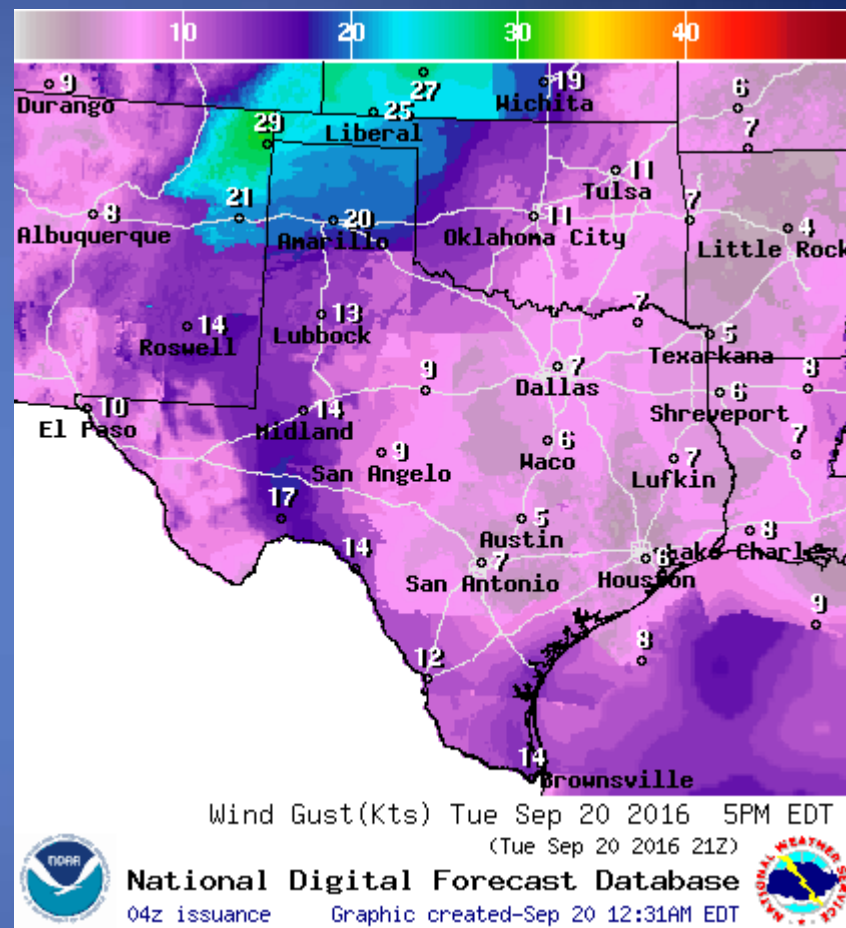 10 20 30 40
9
Durango
27
19
Wichita
6
25
Liberal
29
7
11
Tulsa
8
Albuquerque
21
20
Amarillo
11
Oklahoma City
7
4
Little Rock
14
Roswell
13
Lubbock
7
5
Texarkana
9
7
Dallas
8
6
Shreveport
10
El Paso
14
Midland
9
San Angelo
6
Waco
7
Lufkin
7
17
5
Austin
8
Lake Charles
14
7
San Antonio
6
Houston
9
8
12
14
Brownsville
Wind Gust(Kts) Tue Sep 20 2016 5PM EDT
(Tue Sep 20 2016 21Z)
NOAA
National Digital Forecast Database
04z issuance Graphic created-Sep 20 12:31AM EDT
NATIONAL WEATHER SERVICE